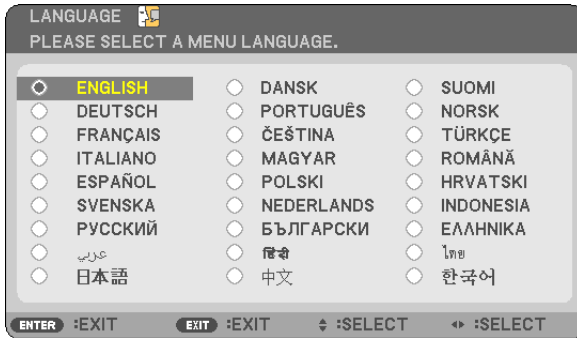 LANGUAGE
PLEASE SELECT A MENU LANGUAGE.
ENGLISH DANSK SUOMI
DEUTSCH PORTUGUÊS NORSK
FRANÇAIS ČEŠTINA TÜRKÇE
ITALIANO MAGYAR ROMÂNĂ
ESPAÑOL POLSKI HRVATSKI
SVENSKA NEDERLANDS INDONESIA
РУССКИЙ БЪЛГАРСКИ ΕΛΛΗΝΙΚΑ
عربي हिंदी ไทย
日本語 中文 한국어
ENTER :EXIT EXIT :EXIT :SELECT :SELECT